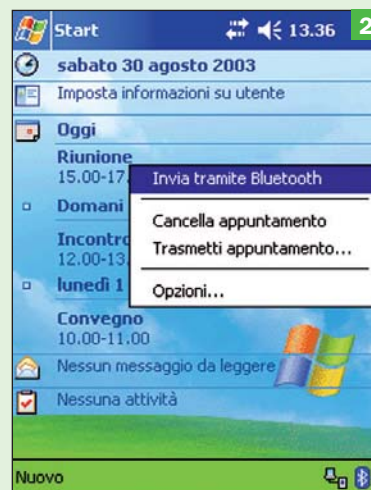 Start 13.36 2
sabato 30 agosto 2003
Imposta informazioni su utente
Oggi
Riunione
15.00-17.
Invia tramite Bluetooth
Cancella appuntamento
Trasmetti appuntamento...
Opzioni...
Domani
Incontro
12.00-13.
lunedì 1
Convegno
10.00-11.00
Nessun messaggio da leggere
Nessuna attività
Nuovo